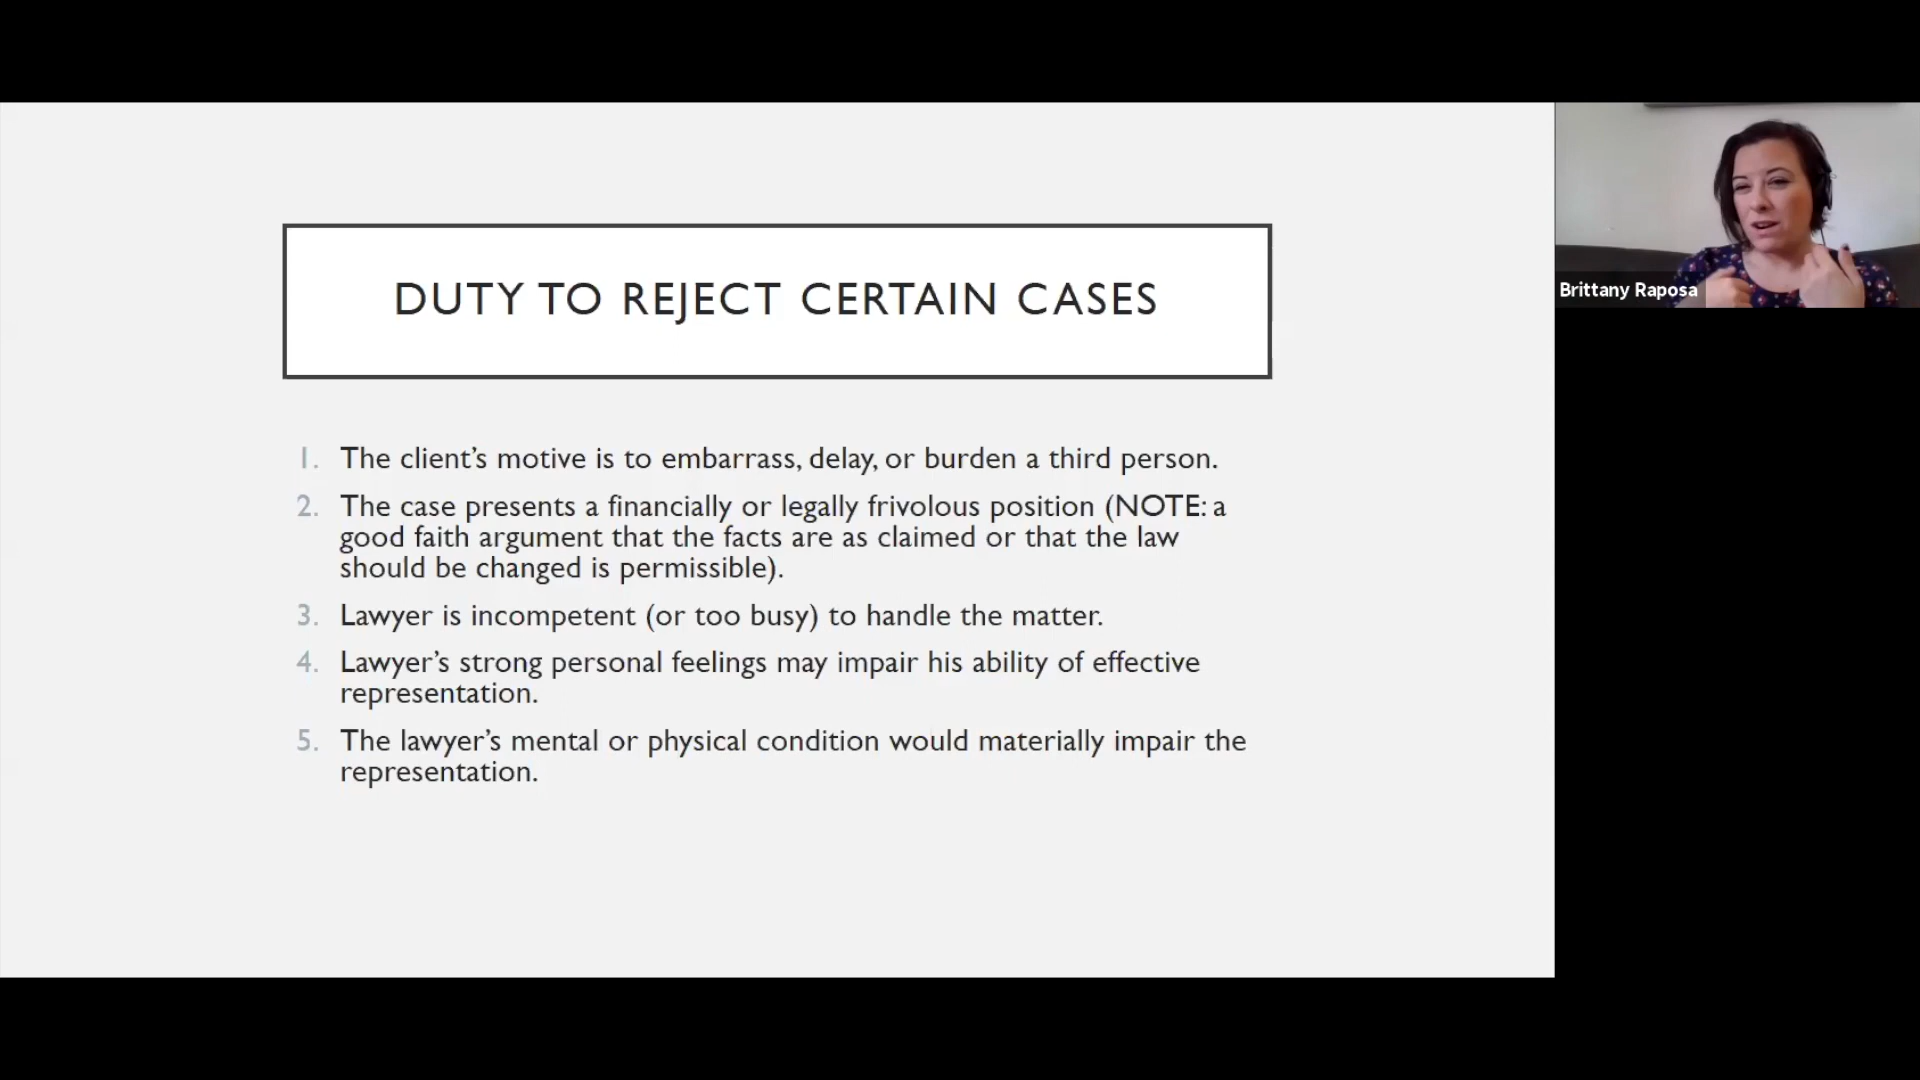 DUTY TO REJECT CERTAIN CASES
1. The client’s motive is to embarrass, delay, or burden a third person.
2. The case presents a financially or legally frivolous position (NOTE: a
good faith argument that the facts are as claimed or that the law
should be changed is permissible).
3. Lawyer is incompetent (or too busy) to handle the matter.
4. Lawyer’s strong personal feelings may impair his ability of effective
representation.
5. The lawyer’s mental or physical condition would materially impair the
representation.
Brittany Raposa